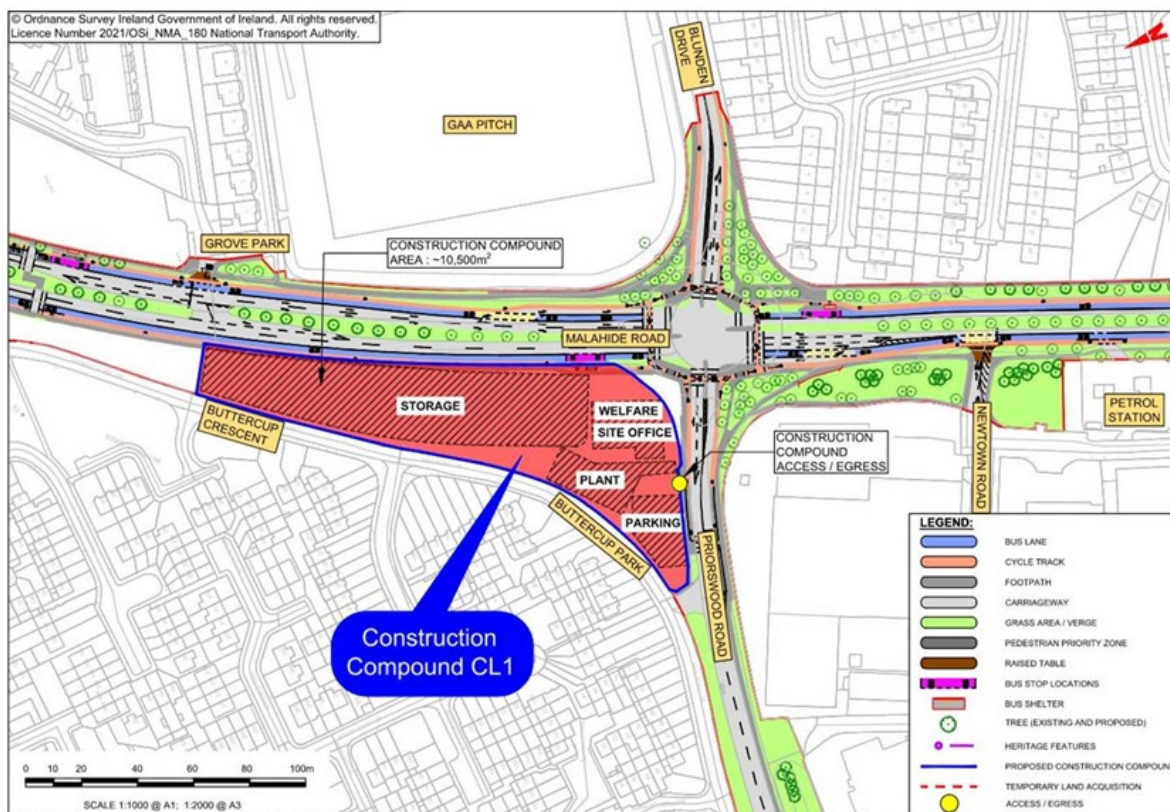 © Ordnance Survey Ireland Government of Ireland. All rights reserved.
Licence Number 2021/OSi_NMA_180 National Transport Authority.
BLUNDEN
DRIVE
N
GAA PITCH
GROVE PARK
CONSTRUCTION COMPOUND
AREA : ~10,500m²
MALAHIDE ROAD
STORAGE
WELFARE
SITE OFFICE
PLANT
PARKING
BUTTERCUP
CRESCENT
BUTTERCUP PARK
CONSTRUCTION
COMPOUND
ACCESS / EGRESS
PRIORSWOOD ROAD
NEWTOWN ROAD
PETROL
STATION
Construction
Compound CL1
LEGEND:
BUS LANE
CYCLE TRACK
FOOTPATH
CARRIAGEWAY
GRASS AREA / VERGE
PEDESTRIAN PRIORITY ZONE
RAISED TABLE
BUS STOP LOCATIONS
BUS SHELTER
TREE (EXISTING AND PROPOSED)
HERITAGE FEATURES
PROPOSED CONSTRUCTION COMPOUN
TEMPORARY LAND ACQUISITION
ACCESS / EGRESS
0 10 20 40 60 80 100m
SCALE 1:1000 @ A1; 1:2000 @ A3